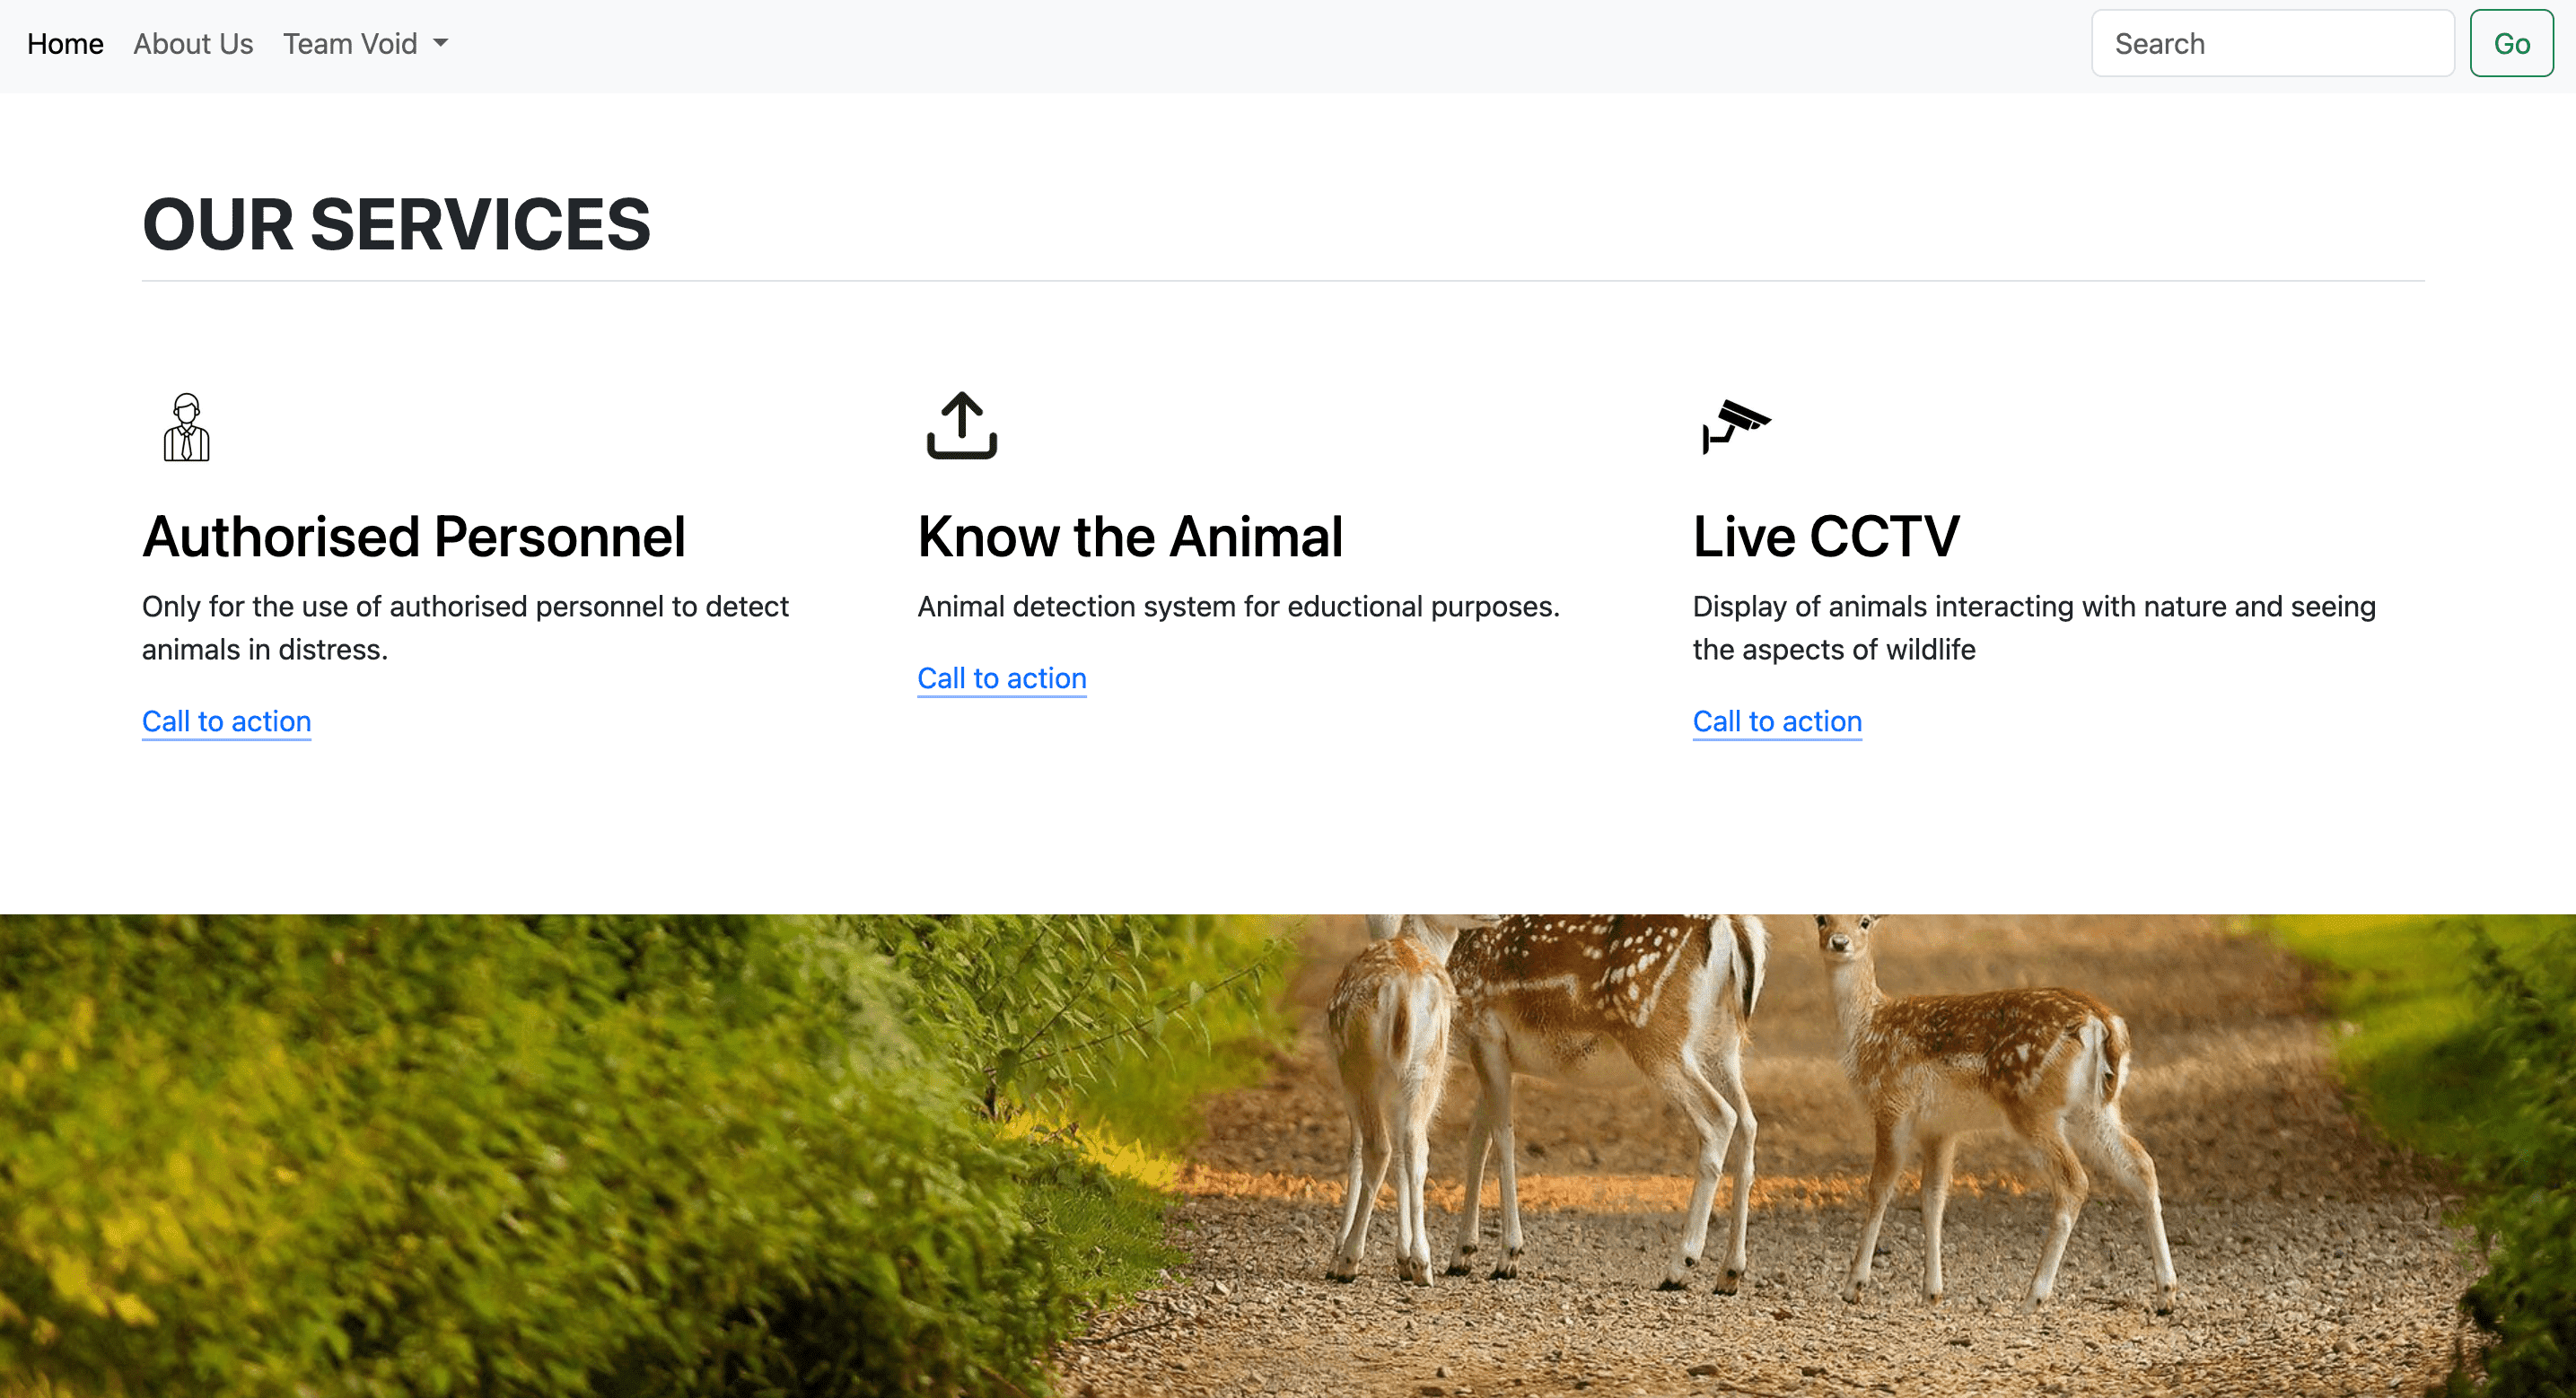 Home About Us Team Void Search Go
OUR SERVICES
Authorised Personnel
Only for the use of authorised personnel to detect
animals in distress.
Call to action
Know the Animal
Animal detection system for eductional purposes.
Call to action
Live CCTV
Display of animals interacting with nature and seeing
the aspects of wildlife
Call to action